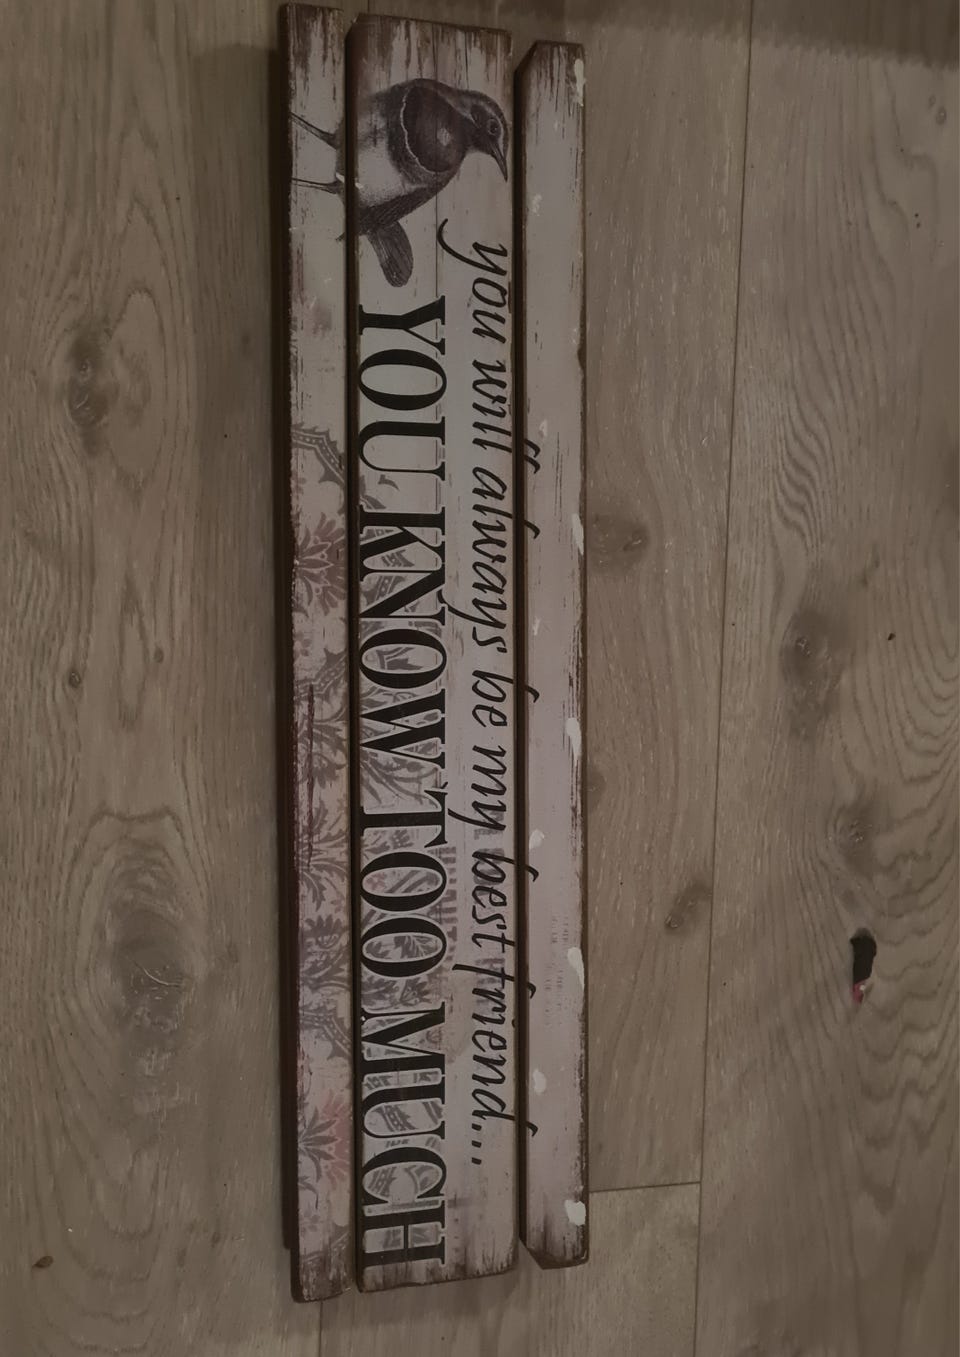 you will always be my best friend...
YOU KNOW TOO MUCH